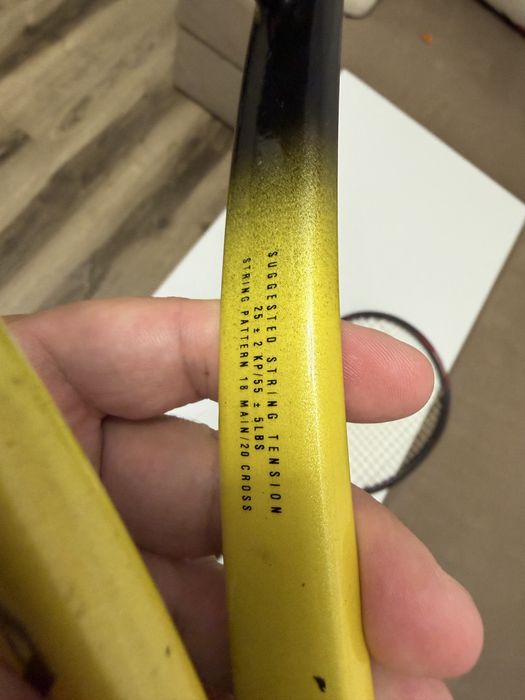 SUGGESTED STRING TENSION
25 ± 2 KP/55 ± 5LBS
STRING PATTERN 18 MAIN/20 CROSS